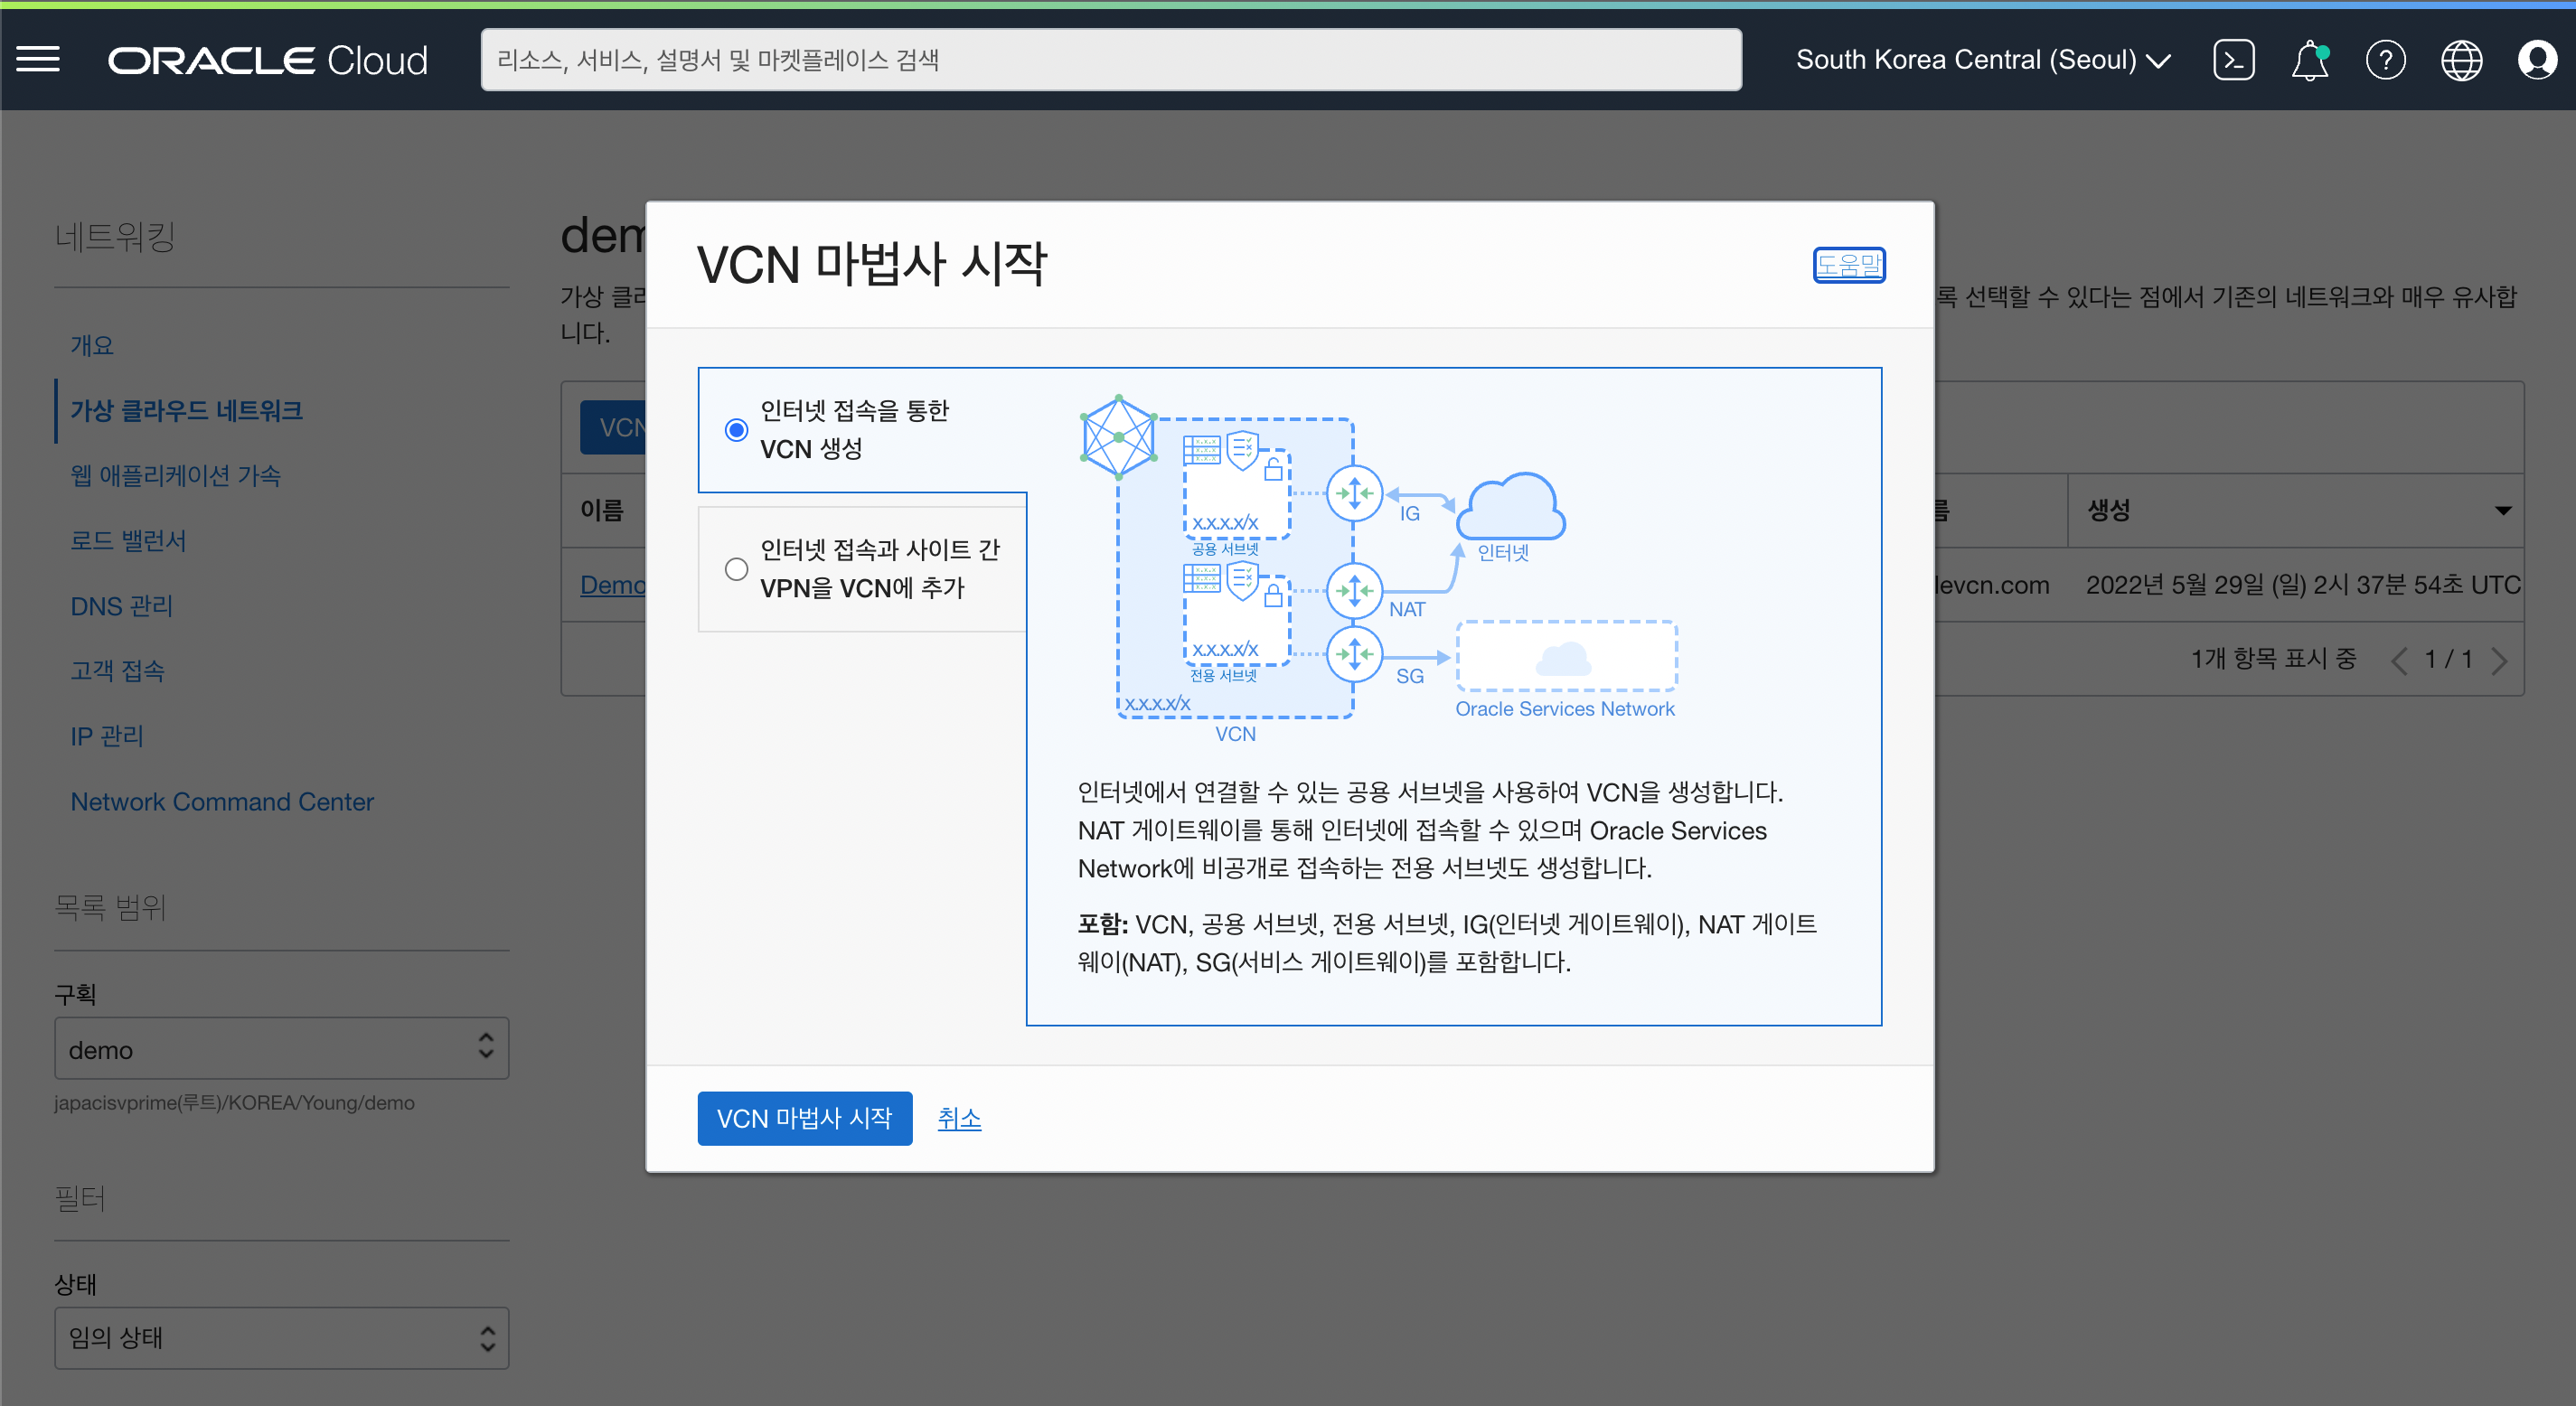 ORACLE Cloud
리소스, 서비스, 설명서 및 마켓플레이스 검색
South Korea Central (Seoul)
네트워킹
개요
가상 클라우드 네트워크
웹 애플리케이션 가속
로드 밸런서
DNS 관리
고객 접속
IP 관리
Network Command Center
목록 범위
구획
demo
japacisvprime(루트)/KOREA/Young/demo
필터
상태
임의 상태
가상
록 선택할 수 있다는 점에서 기존의 네트워크와 매우 유사합
니다.
VCN
이름
생성
Demo
levcn.com
2022년 5월 29일 (일) 2시 37분 54초 UTC
1개 항목 표시 중
1 / 1
VCN 마법사 시작
도움말
인터넷 접속을 통한
VCN 생성
인터넷 접속과 사이트 간
VPN을 VCN에 추가
x.x.x.x/x
공용 서브넷
x.x.x.x/x
전용 서브넷
x.x.x.x/x
VCN
IG
인터넷
NAT
SG
Oracle Services Network
인터넷에서 연결할 수 있는 공용 서브넷을 사용하여 VCN을 생성합니다.
NAT 게이트웨이를 통해 인터넷에 접속할 수 있으며 Oracle Services
Network에 비공개로 접속하는 전용 서브넷도 생성합니다.
포함: VCN, 공용 서브넷, 전용 서브넷, IG(인터넷 게이트웨이), NAT 게이트
웨이(NAT), SG(서비스 게이트웨이)를 포함합니다.
VCN 마법사 시작
취소